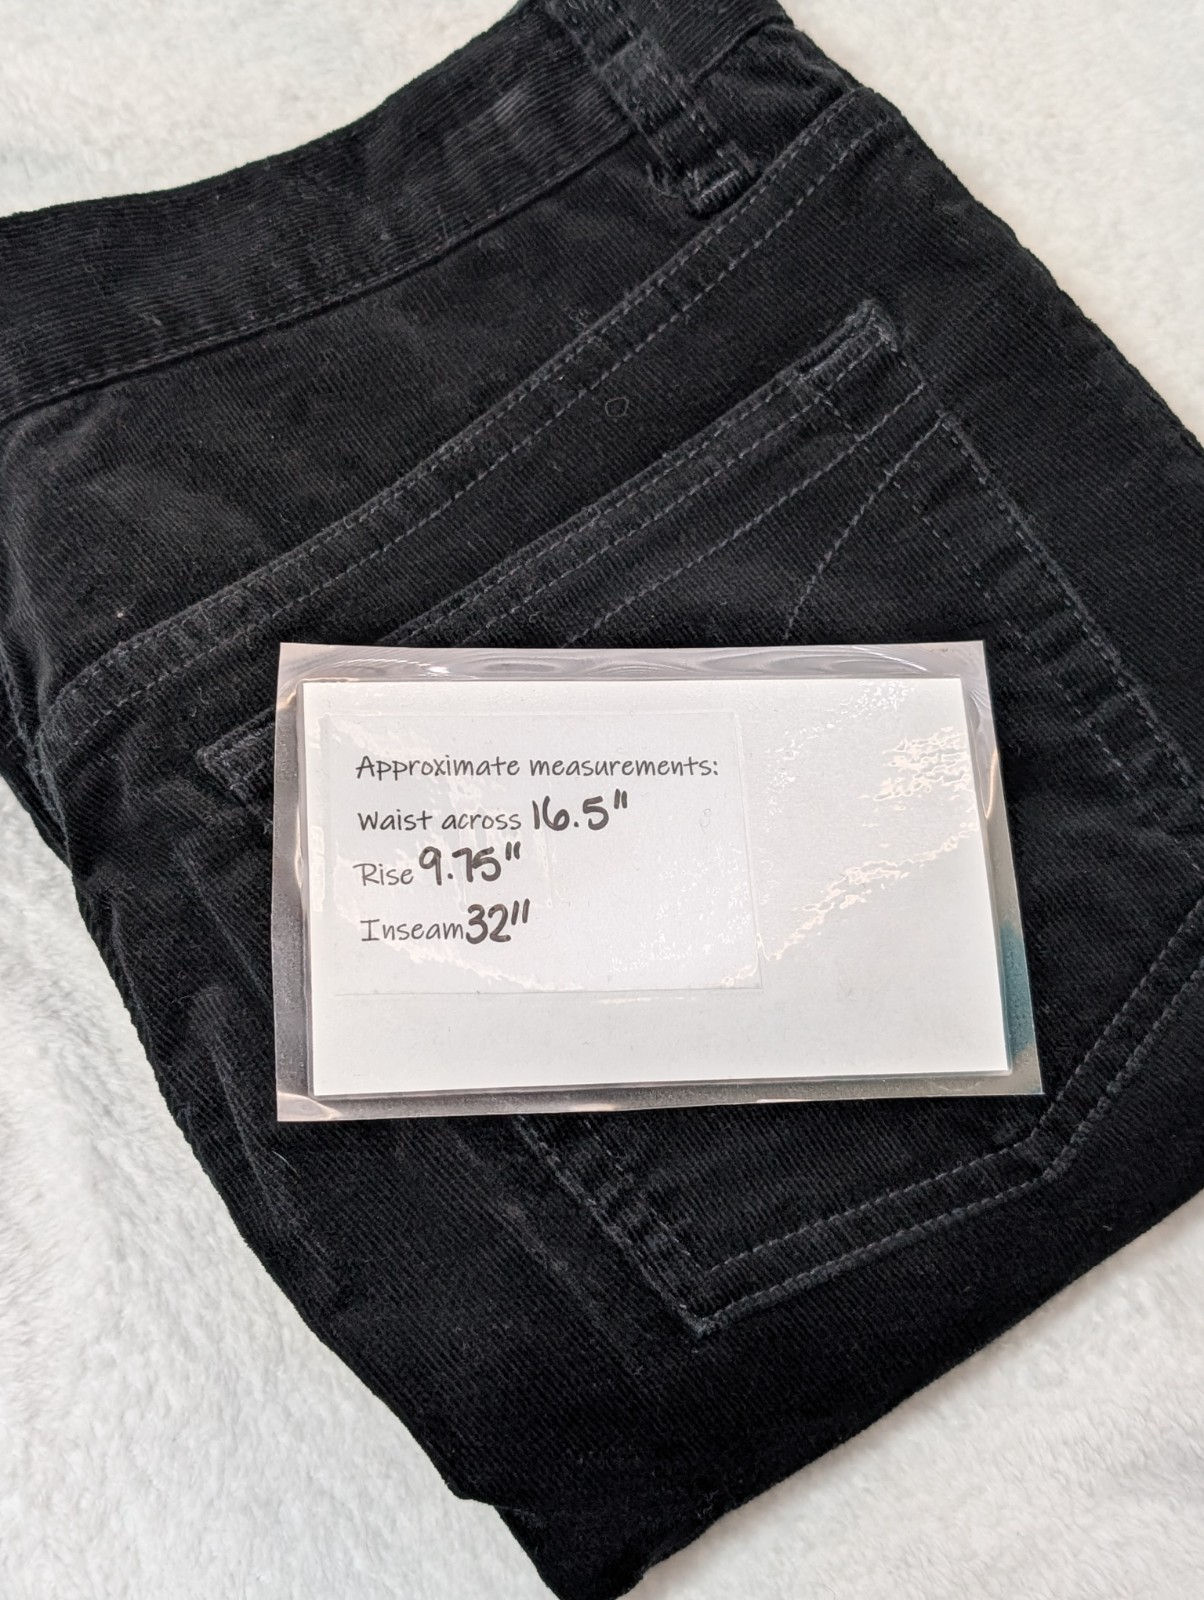 Approximate measurements:
Waist across 16.5"
Rise 9.75"
Inseam 32"